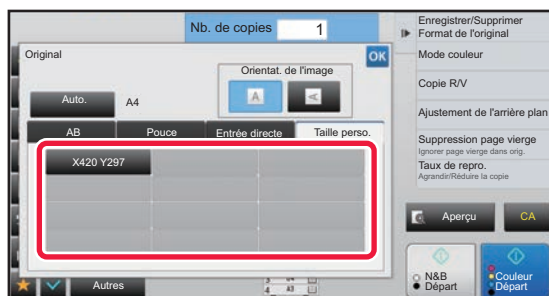 Nb. de copies 1
Original
OK
Orientat. de l'image
Auto.
A4
A
A
AB
Pouce
Entrée directe
Taille perso.
X420 Y297
Autres
Enregistrer/Supprimer
Format de l'original
Mode couleur
Copie R/V
Ajustement de l'arrière plan
Suppression page vierge
Ignorer page vierge dans orig.
Taux de repro.
Agrandir/Réduire la copie
Aperçu
CA
N&B
Départ
Couleur
Départ